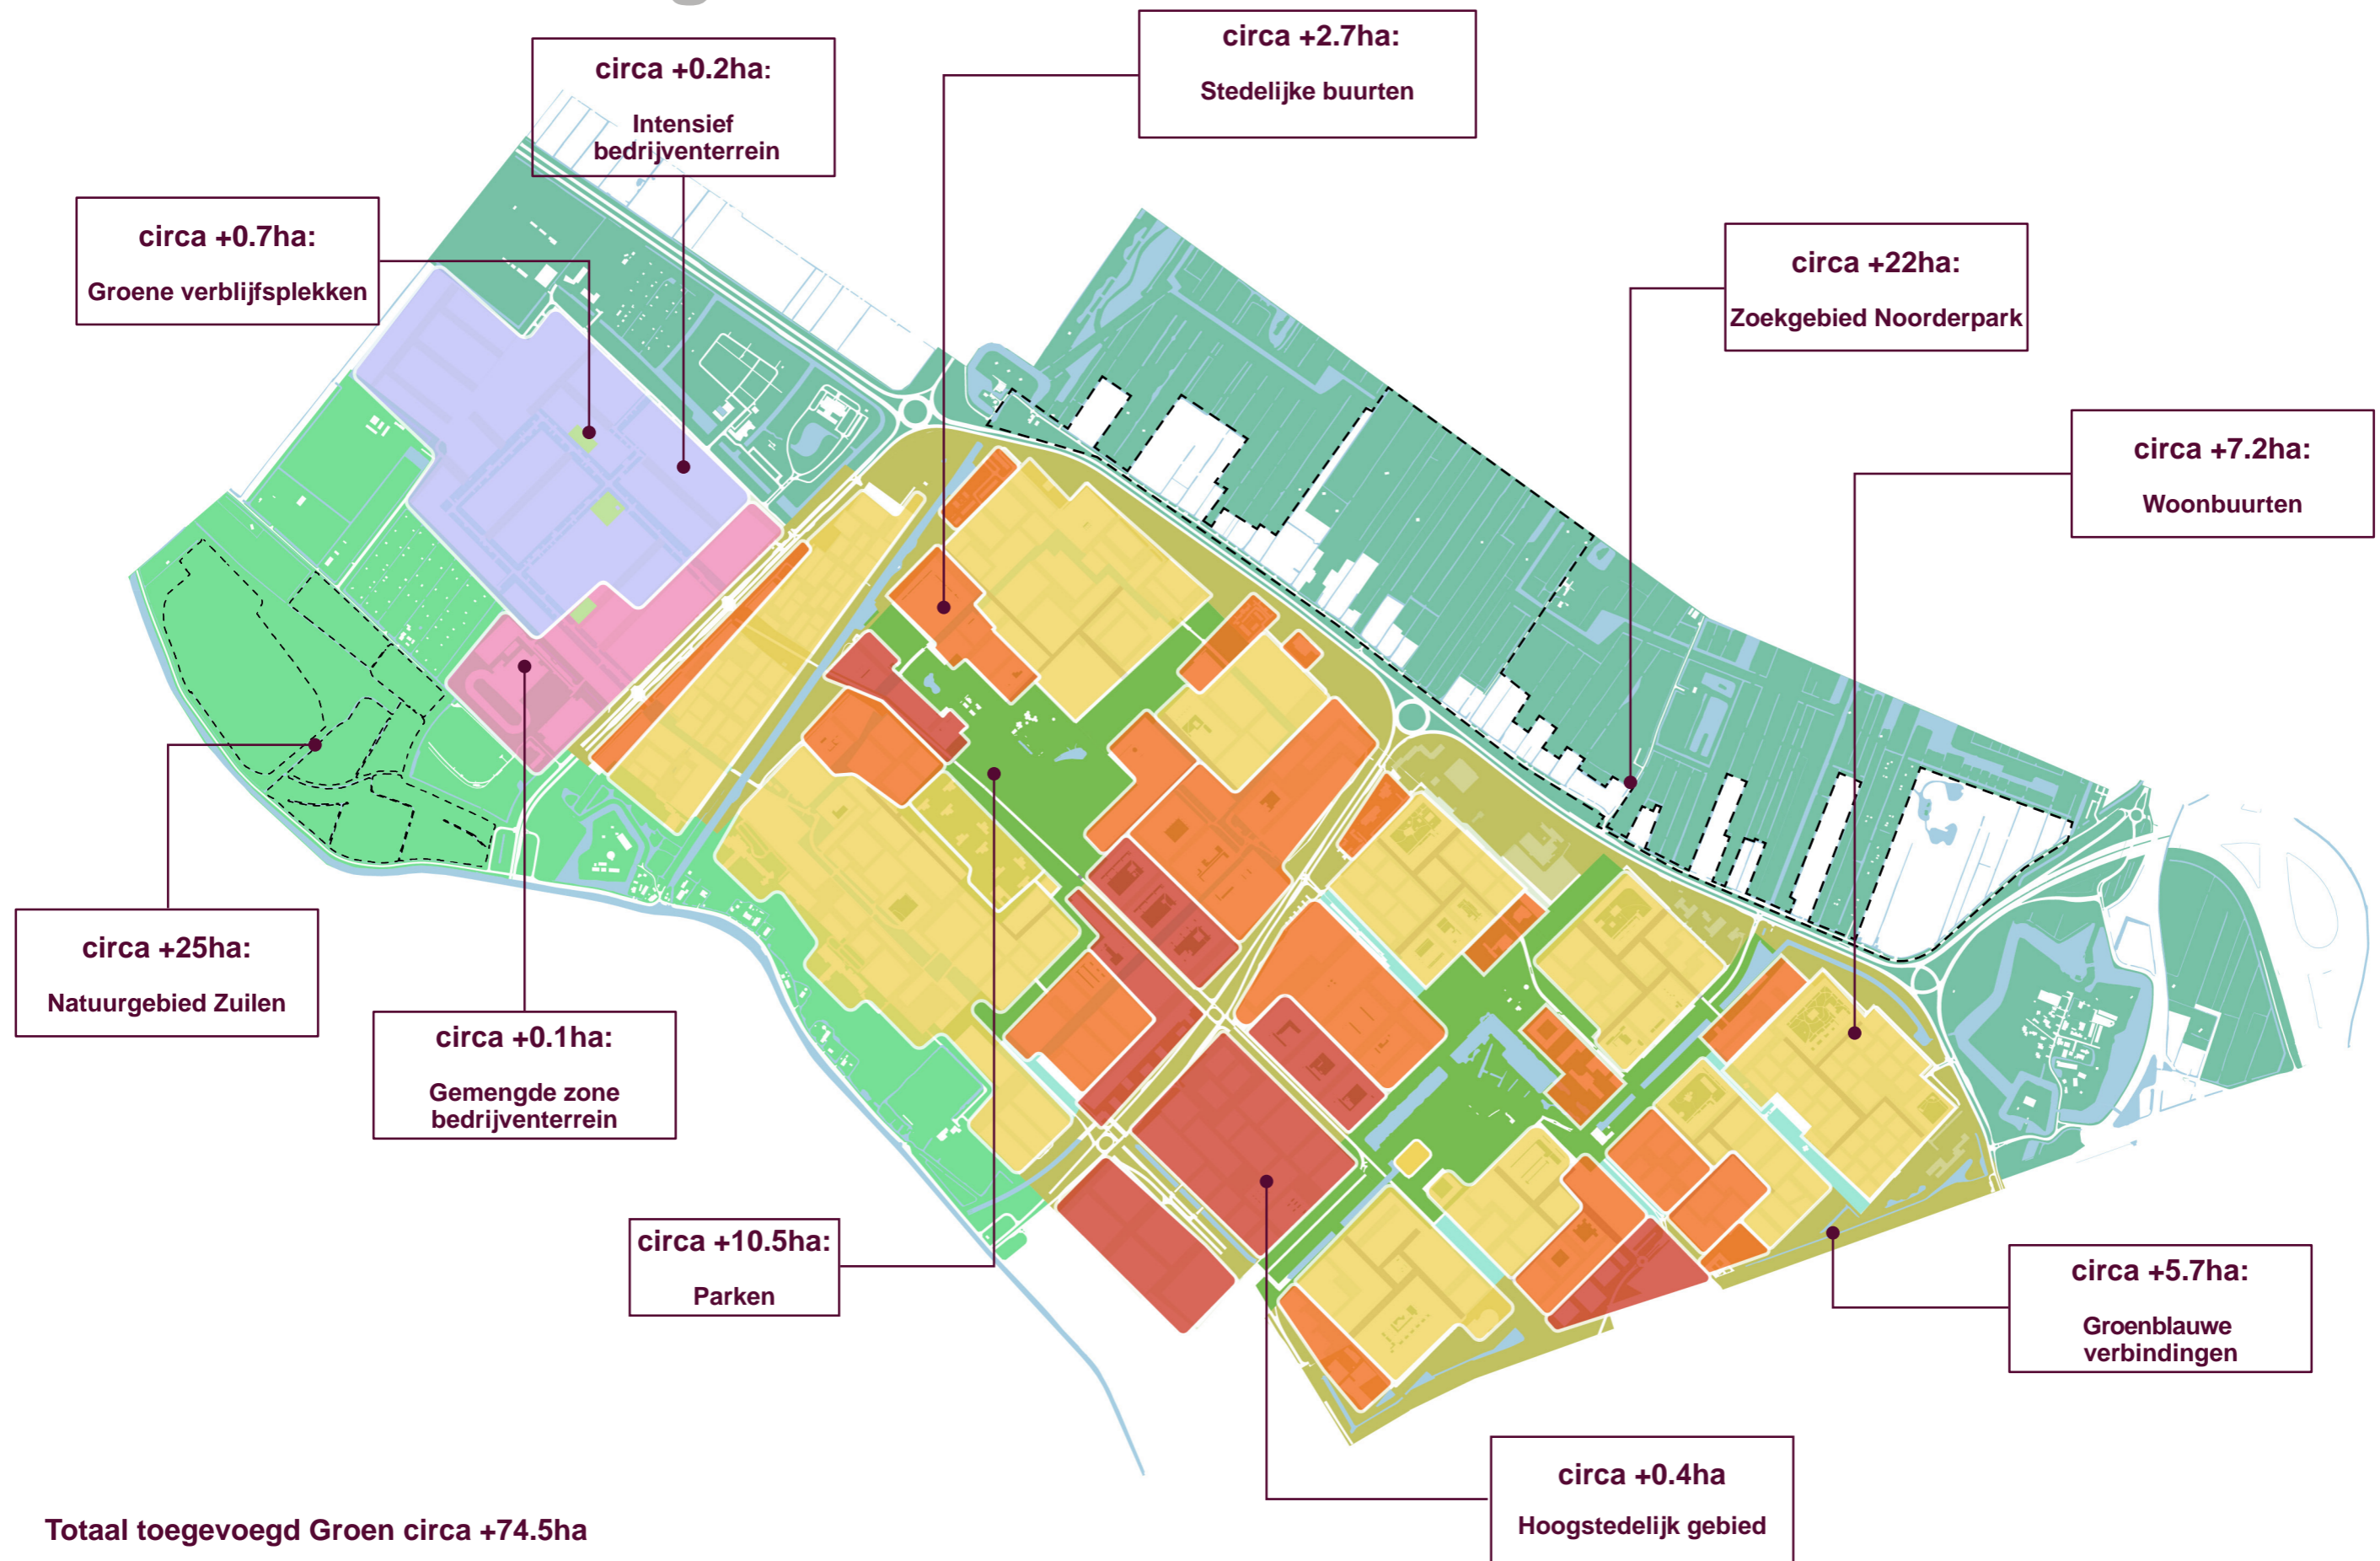 circa +2.7ha:
Stedelijke buurten
circa +0.2ha:
Intensief
bedrijventerrein
circa +0.7ha:
Groene verblijfsplekken
circa +22ha:
Zoekgebied Noorderpark
circa +7.2ha:
Woonbuurten
circa +25ha:
Natuurgebied Zuilen
circa +0.1ha:
Gemengde zone
bedrijventerrein
circa +10.5ha:
Parken
circa +5.7ha:
Groenblauwe
verbindingen
circa +0.4ha
Hoogstedelijk gebied
Totaal toegevoegd Groen circa +74.5ha